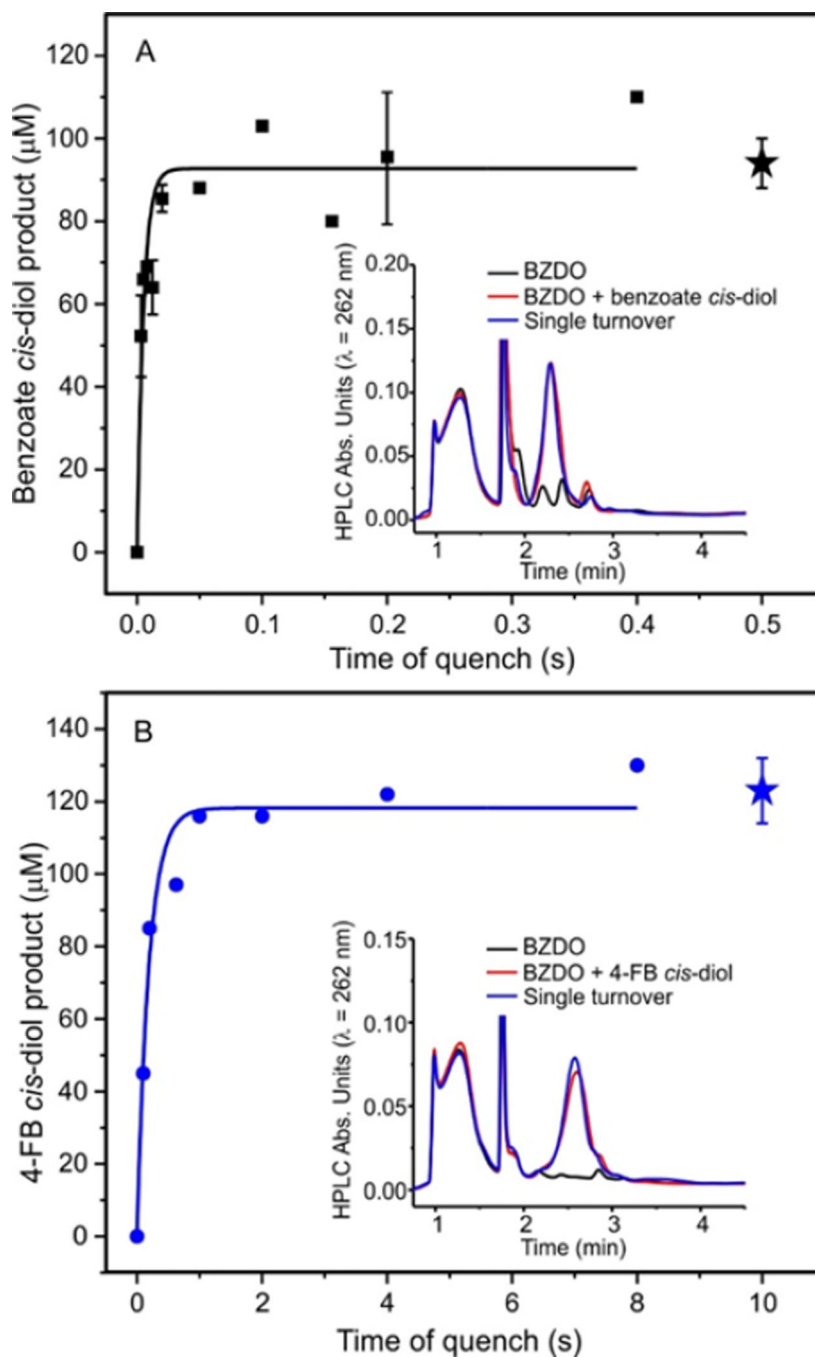 A
Benzoate cis-diol product (μM)
120
100
80
60
40
20
0
0.0 0.1 0.2 0.3 0.4 0.5
Time of quench (s)
BZDO
BZDO + benzoate cis-diol
Single turnover
HPLC Abs. Units (λ = 262 nm)
0.20
0.15
0.10
0.05
0.00
1 2 3 4
Time (min)
B
4-FB cis-diol product (μM)
140
120
100
80
60
40
20
0
0 2 4 6 8 10
Time of quench (s)
BZDO
BZDO + 4-FB cis-diol
Single turnover
HPLC Abs. Units (λ = 262 nm)
0.15
0.10
0.05
0.00
1 2 3 4
Time (min)